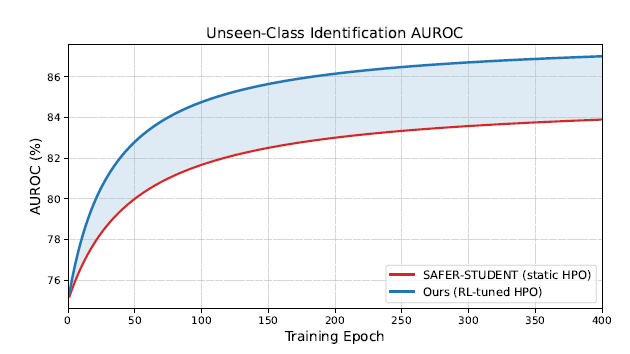 Unseen-Class Identification AUROC
AUROC (%)
86
84
82
80
78
76
0 50 100 150 200 250 300 350 400
Training Epoch
SAFER-STUDENT (static HPO)
Ours (RL-tuned HPO)